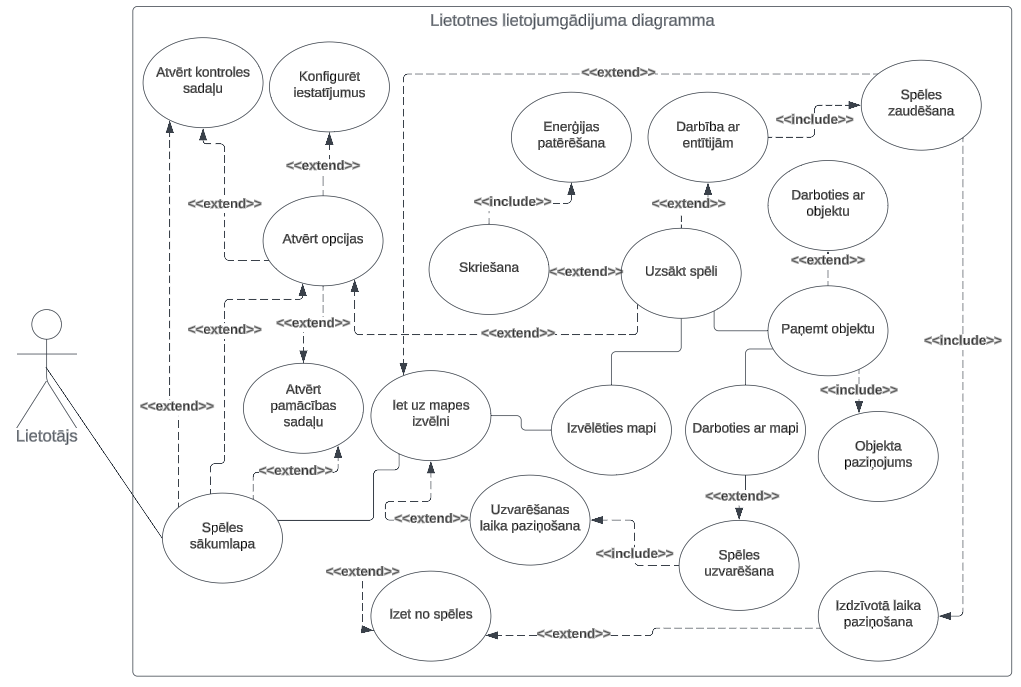 Lietotnes lietojumgādījuma diagramma
Atvērt kontroles
sadaļu
Konfigurēt
iestatījumus
<<extend>>
Spēles
zaudēšana
Enerģijas
patērēšana
Darbība ar
entītijām
<<include>>
<<extend>>
<<extend>>
<<include>>
<<extend>>
Darboties ar
objektu
Atvērt opcijas
Skriešana
<<extend>>
Uzsākt spēli
<<extend>>
<<extend>>
<<extend>>
<<extend>>
Paņemt objektu
<<include>>
Lietotājs
<<extend>>
Atvērt
pamācības
sadaļu
Iet uz mapes
izvēlni
Izvēlēties mapi
Darboties ar mapi
<<include>>
Objekta
paziņojums
<<extend>>
<<extend>>
<<extend>>
Uzvarēšanas
laika paziņošana
Spēles
sākumlapa
<<include>>
Spēles
uzvarēšana
<<extend>>
Izet no spēles
<<extend>>
Izdzīvotā laika
paziņošana